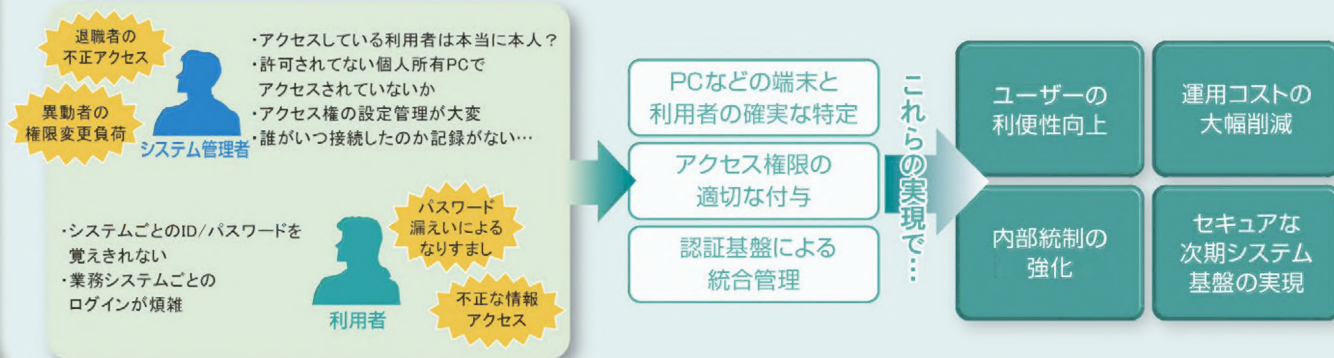 退職者の
不正アクセス
異動者の
権限変更負荷
システム管理者
・アクセスしている利用者は本当に本人？
・許可されてない個人所有PCで
アクセスされていないか
・アクセス権の設定管理が大変
・誰がいつ接続したのか記録がない…
・システムごとのID/パスワードを
覚えきれない
・業務システムごとの
ログインが煩雑
利用者
パスワード
漏えいによる
なりすまし
不正な情報
アクセス
PCなどの端末と
利用者の確実な特定
アクセス権限の
適切な付与
認証基盤による
統合管理
これらの実現で…
ユーザーの
利便性向上
運用コストの
大幅削減
内部統制の
強化
セキュアな
次期システム
基盤の実現